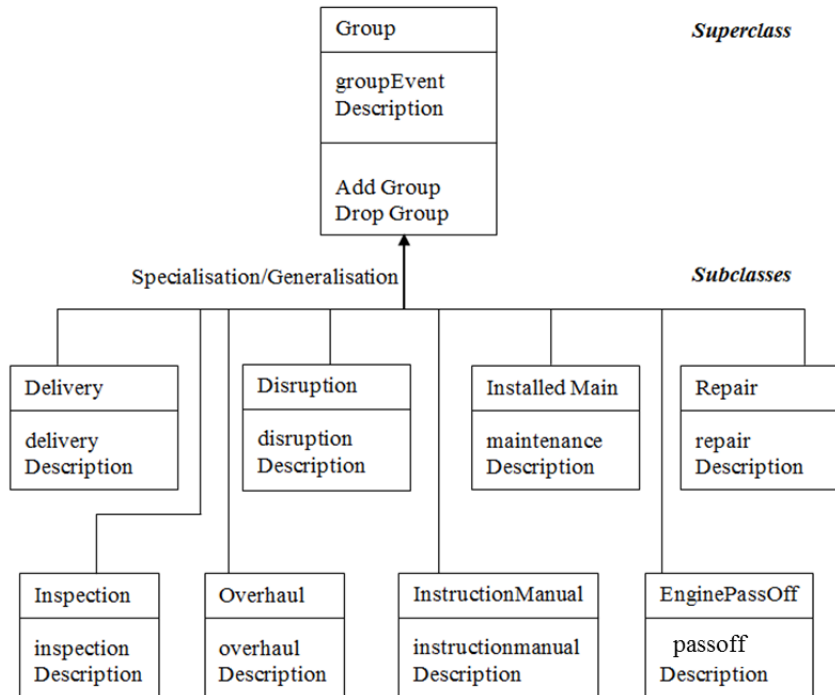 Group
Superclass
groupEvent
Description
Add Group
Drop Group
Specialisation/Generalisation
Subclasses
Delivery
delivery
Description
Disruption
disruption
Description
Installed Main
maintenance
Description
Repair
repair
Description
Inspection
inspection
Description
Overhaul
overhaul
Description
InstructionManual
instructionmanual
Description
EnginePassOff
passoff
Description